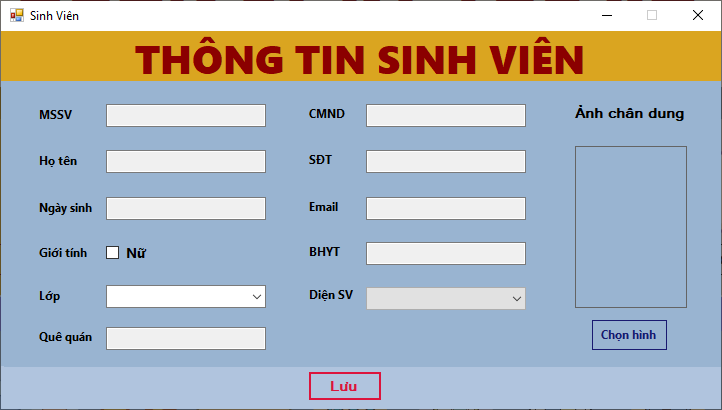 Sinh Viên
THÔNG TIN SINH VIÊN
MSSV
Họ tên
Ngày sinh
Giới tính
Nữ
Lớp
Quê quán
CMND
SĐT
Email
BHYT
Diện SV
Ảnh chân dung
Chọn hình
Lưu